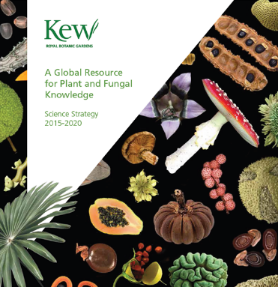 Kew
ROYAL BOTANIC GARDENS
A Global Resource
for Plant and Fungal
Knowledge
Science Strategy
2015-2020